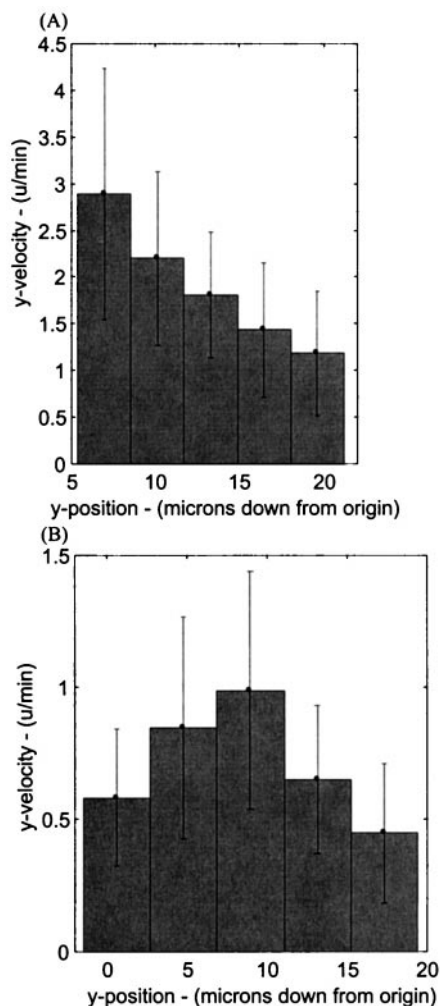 (A)
4.5
4
3.5
3
2.5
2
1.5
1
0.5
0
y-velocity - (u/min)
5 10 15 20
y-position - (microns down from origin)
(B)
1.5
1
0.5
0
y-velocity - (u/min)
0 5 10 15 20
y-position - (microns down from origin)